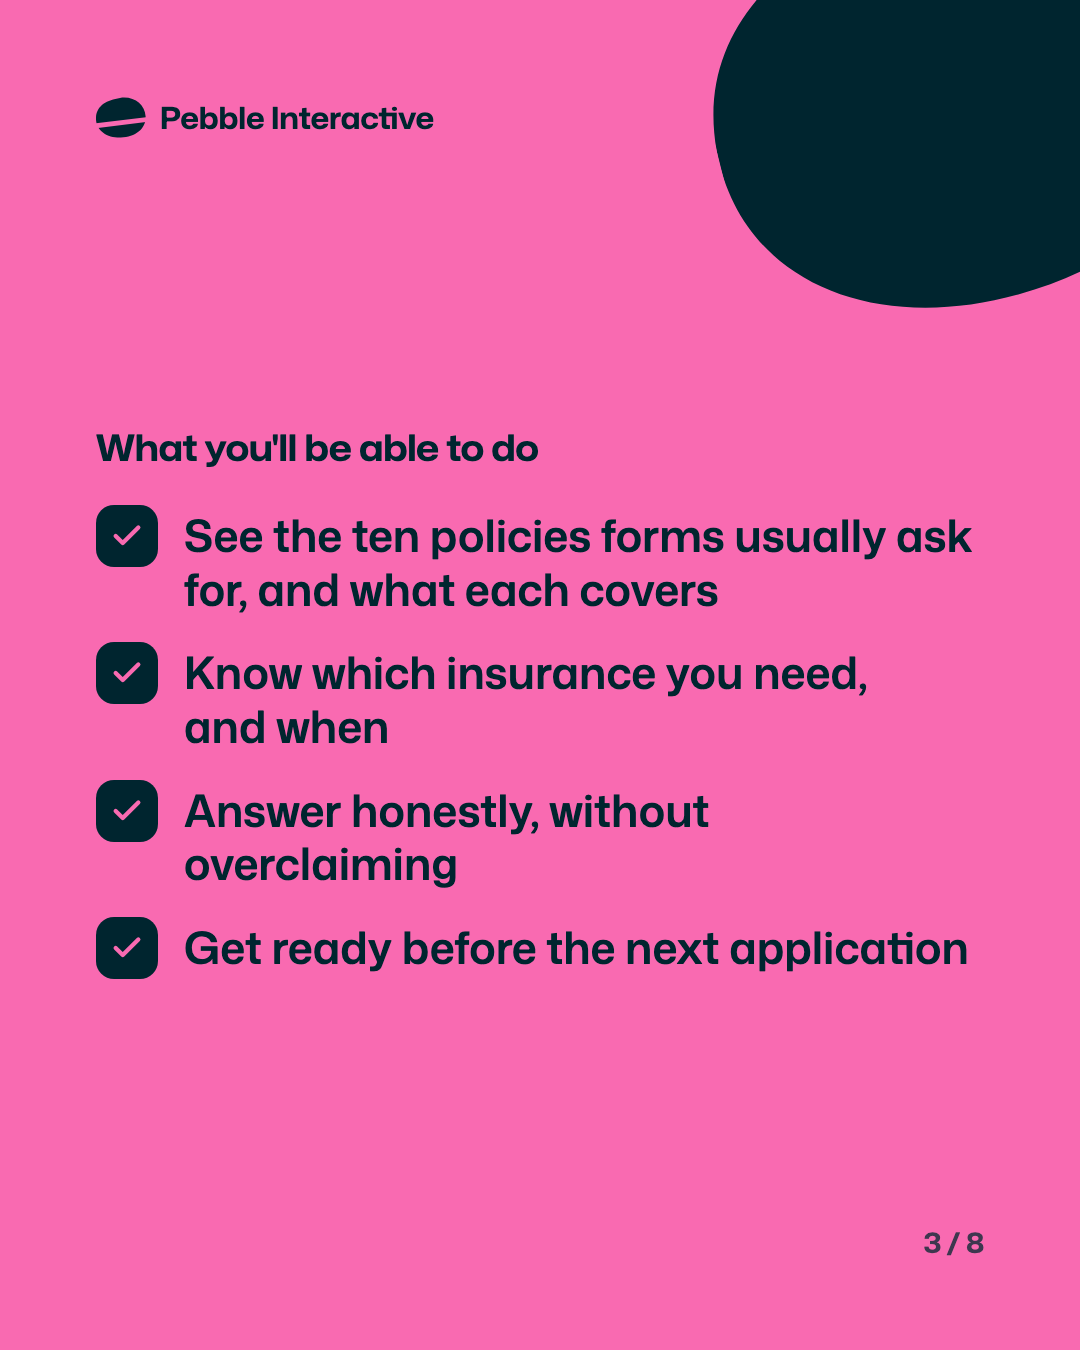 Pebble Interactive
What you'll be able to do
See the ten policies forms usually ask
for, and what each covers
Know which insurance you need,
and when
Answer honestly, without
overclaiming
Get ready before the next application
3 / 8